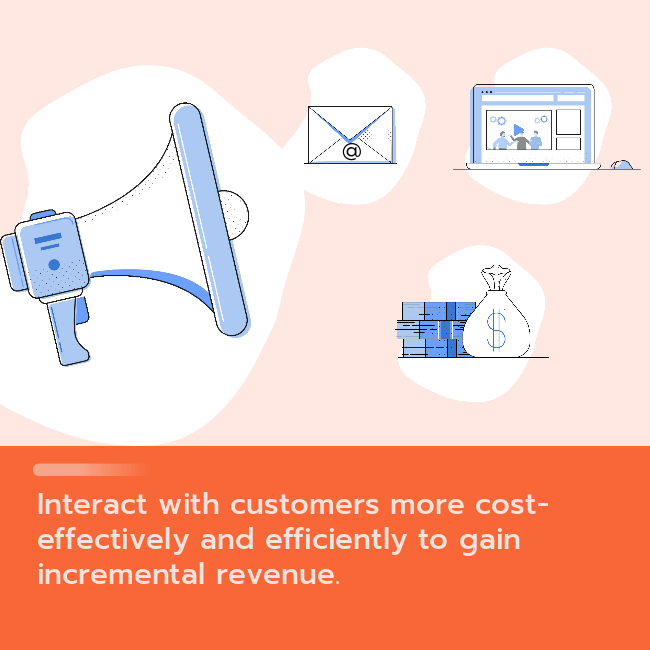 @
$
Interact with customers more cost-
effectively and efficiently to gain
incremental revenue.